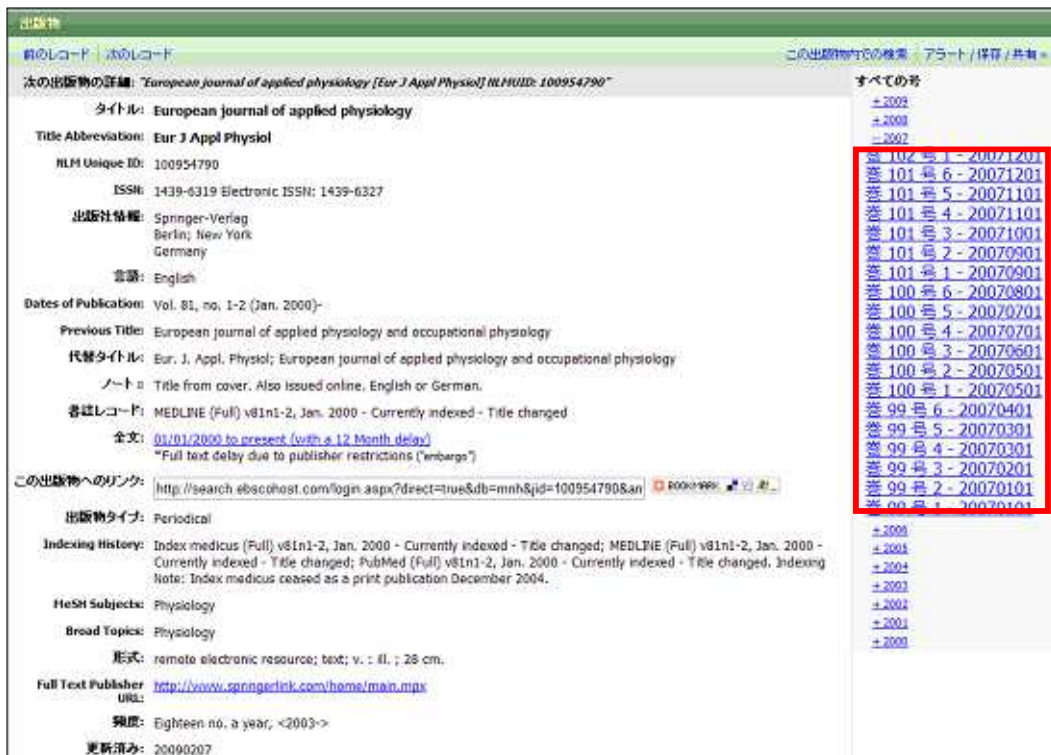 出版物
前のレコード | 次のレコード
この出版物内での検索 | アラート / 保存 / 共有 »
次の出版物の詳細: "European journal of applied physiology [Eur J Appl Physiol] NLMUID: 100954790"
タイトル: European journal of applied physiology
Title Abbreviation: Eur J Appl Physiol
NLM Unique ID: 100954790
ISSN: 1439-6319 Electronic ISSN: 1439-6327
出版社情報: Springer-Verlag
Berlin; New York
Germany
言語: English
Dates of Publication: Vol. 81, no. 1-2 (Jan. 2000)-
Previous Title: European journal of applied physiology and occupational physiology
代替タイトル: Eur. J. Appl. Physiol; European journal of applied physiology and occupational physiology
ノート: Title from cover. Also issued online. English or German.
書誌レコード: MEDLINE (Full) v81n1-2, Jan. 2000 - Currently indexed - Title changed
全文: 01/01/2000 to present (with a 12 Month delay)
*Full text delay due to publisher restrictions ("embargo")
この出版物へのリンク: http://search.ebscohost.com/login.aspx?direct=true&db=mnh&jid=100954790&an BOOKMARK
出版物タイプ: Periodical
Indexing History: Index medicus (Full) v81n1-2, Jan. 2000 - Currently indexed - Title changed; MEDLINE (Full) v81n1-2, Jan. 2000 -
Currently indexed - Title changed; PubMed (Full) v81n1-2, Jan. 2000 - Currently indexed - Title changed. Indexing
Note: Index medicus ceased as a print publication December 2004.
MeSH Subjects: Physiology
Broad Topics: Physiology
形式: remote electronic resource; text; v. : ill. ; 28 cm.
Full Text Publisher URL: http://www.springerlink.com/home/main.mpx
頻度: Eighteen no. a year, <2003->
更新済み: 20090207
すべての号
+ 2009
+ 2008
- 2007
巻 102 号 1 - 20071201
巻 101 号 6 - 20071201
巻 101 号 5 - 20071101
巻 101 号 4 - 20071101
巻 101 号 3 - 20071001
巻 101 号 2 - 20070901
巻 101 号 1 - 20070901
巻 100 号 6 - 20070801
巻 100 号 5 - 20070701
巻 100 号 4 - 20070701
巻 100 号 3 - 20070601
巻 100 号 2 - 20070501
巻 100 号 1 - 20070501
巻 99 号 6 - 20070401
巻 99 号 5 - 20070301
巻 99 号 4 - 20070301
巻 99 号 3 - 20070201
巻 99 号 2 - 20070101
巻 99 号 1 - 20070101
+ 2006
+ 2005
+ 2004
+ 2003
+ 2002
+ 2001
+ 2000